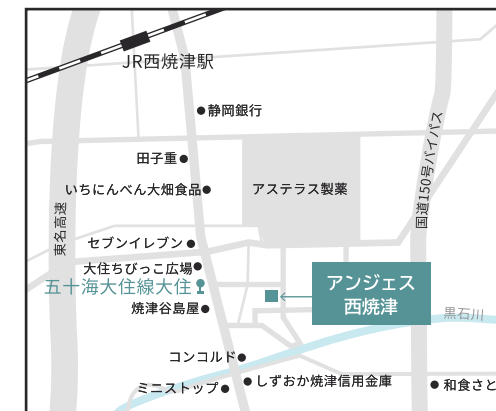 JR西焼津駅
静岡銀行
田子重
いちにんべん大畑食品
アステラス製薬
国道150号バイパス
東名高速
セブンイレブン
大住ちびっこ広場
五十海大住線大住
焼津谷島屋
アンジェス
西焼津
黒石川
コンコルド
しずおか焼津信用金庫
ミニストップ
和食さと